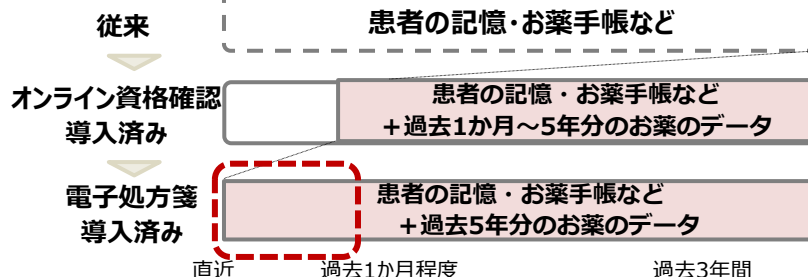 従来
患者の記憶・お薬手帳など
オンライン資格確認
導入済み
患者の記憶・お薬手帳など
+過去1か月～5年分のお薬のデータ
電子処方箋
導入済み
患者の記憶・お薬手帳など
+過去5年分のお薬のデータ
直近
過去1か月程度
過去3年間